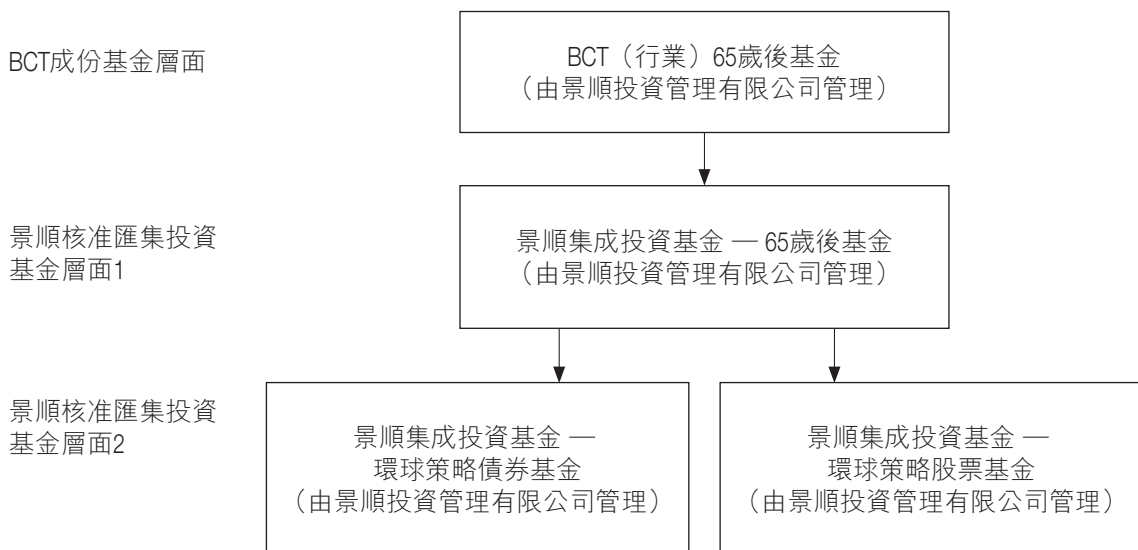 BCT成份基金層面
BCT（行業）65歲後基金
（由景順投資管理有限公司管理）
景順核准匯集投資
基金層面1
景順集成投資基金 — 65歲後基金
（由景順投資管理有限公司管理）
景順核准匯集投資
基金層面2
景順集成投資基金 —
環球策略債券基金
（由景順投資管理有限公司管理）
景順集成投資基金 —
環球策略股票基金
（由景順投資管理有限公司管理）